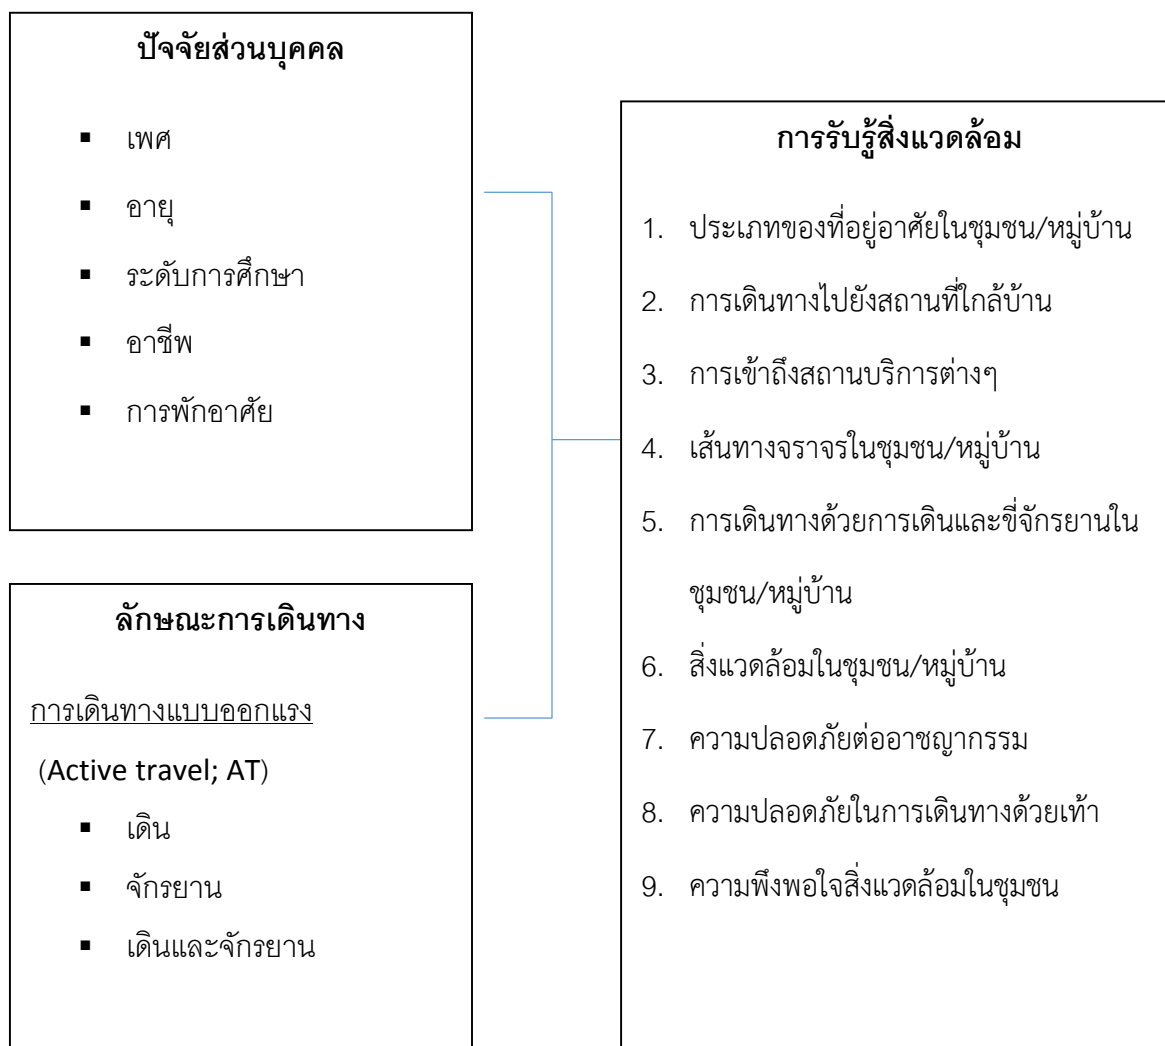 ปัจจัยส่วนบุคคล
▪ เพศ
▪ อายุ
▪ ระดับการศึกษา
▪ อาชีพ
▪ การพักอาศัย
ลักษณะการเดินทาง
การเดินทางแบบออกแรง
(Active travel; AT)
▪ เดิน
▪ จักรยาน
▪ เดินและจักรยาน
การรับรู้สิ่งแวดล้อม
1. ประเภทของที่อยู่อาศัยในชุมชน/หมู่บ้าน
2. การเดินทางไปยังสถานที่ใกล้บ้าน
3. การเข้าถึงสถานบริการต่างๆ
4. เส้นทางจราจรในชุมชน/หมู่บ้าน
5. การเดินทางด้วยการเดินและขี่จักรยานใน
ชุมชน/หมู่บ้าน
6. สิ่งแวดล้อมในชุมชน/หมู่บ้าน
7. ความปลอดภัยต่ออาชญากรรม
8. ความปลอดภัยในการเดินทางด้วยเท้า
9. ความพึงพอใจสิ่งแวดล้อมในชุมชน